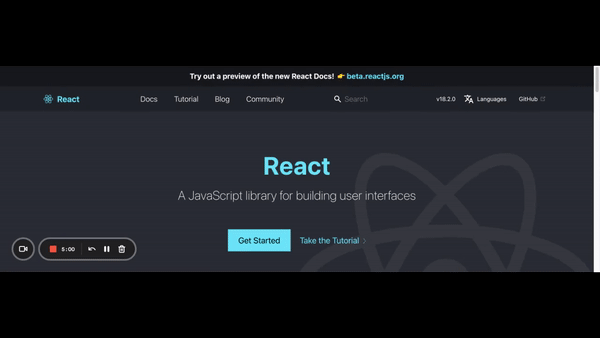 Try out a preview of the new React Docs! 👉 beta.reactjs.org
React Docs Tutorial Blog Community Search v18.2.0 Languages GitHub
React
A JavaScript library for building user interfaces
Get Started Take the Tutorial
5:00